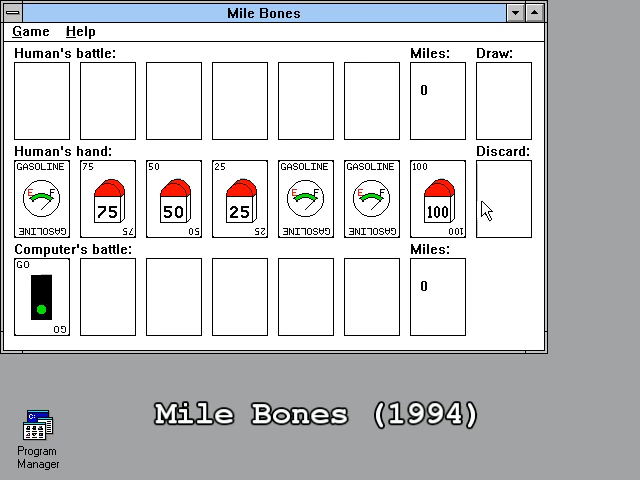 Mile Bones
Game Help
Human's battle: Miles: Draw:
0
Human's hand: Discard:
GASOLINE 75 50 25 GASOLINE GASOLINE 100
E F E F E F
75 50 25 100
GASOLINE 75 50 25 GASOLINE GASOLINE 100
Computer's battle: Miles:
GO
0
GO
Mile Bones (1994)
C:\
Program
Manager